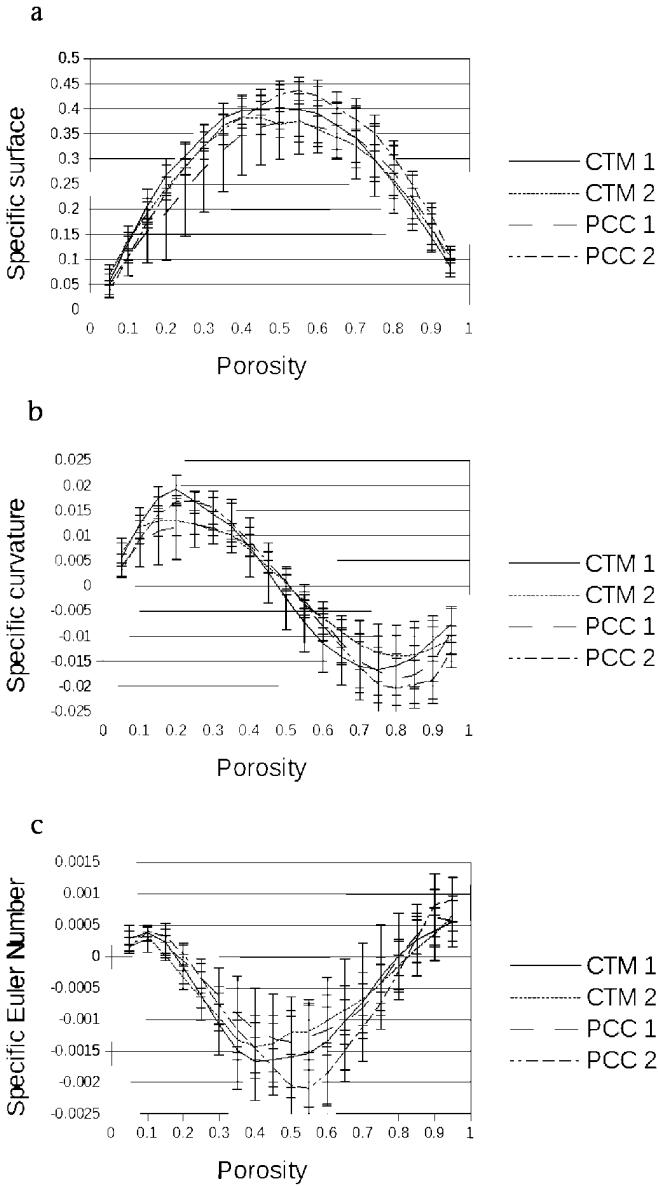 a
0.5
0.45
0.4
0.35
0.3
0.25
0.2
0.15
0.1
0.05
0
0 0.1 0.2 0.3 0.4 0.5 0.6 0.7 0.8 0.9 1
Specific surface
Porosity
CTM 1
CTM 2
PCC 1
PCC 2
b
0.025
0.02
0.015
0.01
0.005
0
-0.005
-0.01
-0.015
-0.02
-0.025
0 0.1 0.2 0.3 0.4 0.5 0.6 0.7 0.8 0.9 1
Specific curvature
Porosity
CTM 1
CTM 2
PCC 1
PCC 2
c
0.0015
0.001
0.0005
0
-0.0005
-0.001
-0.0015
-0.002
-0.0025
0 0.1 0.2 0.3 0.4 0.5 0.6 0.7 0.8 0.9 1
Specific Euler Number
Porosity
CTM 1
CTM 2
PCC 1
PCC 2